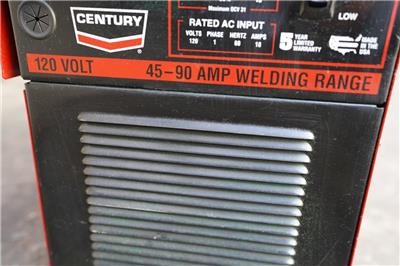 CENTURY
Maximum OCV 31
LOW
RATED AC INPUT
VOLTS PHASE HERTZ AMPS
120 1 60 18
5 YEAR LIMITED WARRANTY
MADE IN THE USA
120 VOLT 45-90 AMP WELDING RANGE